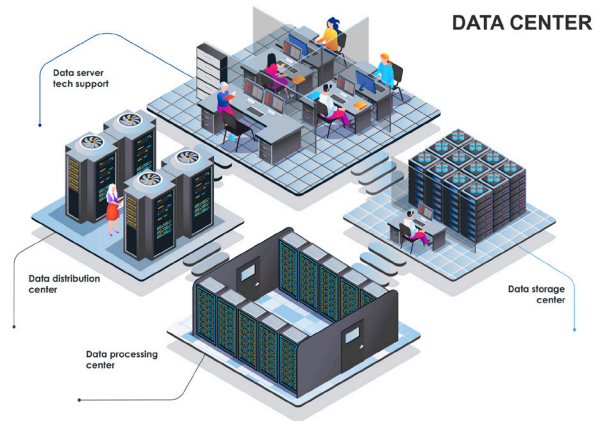 DATA CENTER
Data server
tech support
Data distribution
center
Data storage
center
Data processing
center